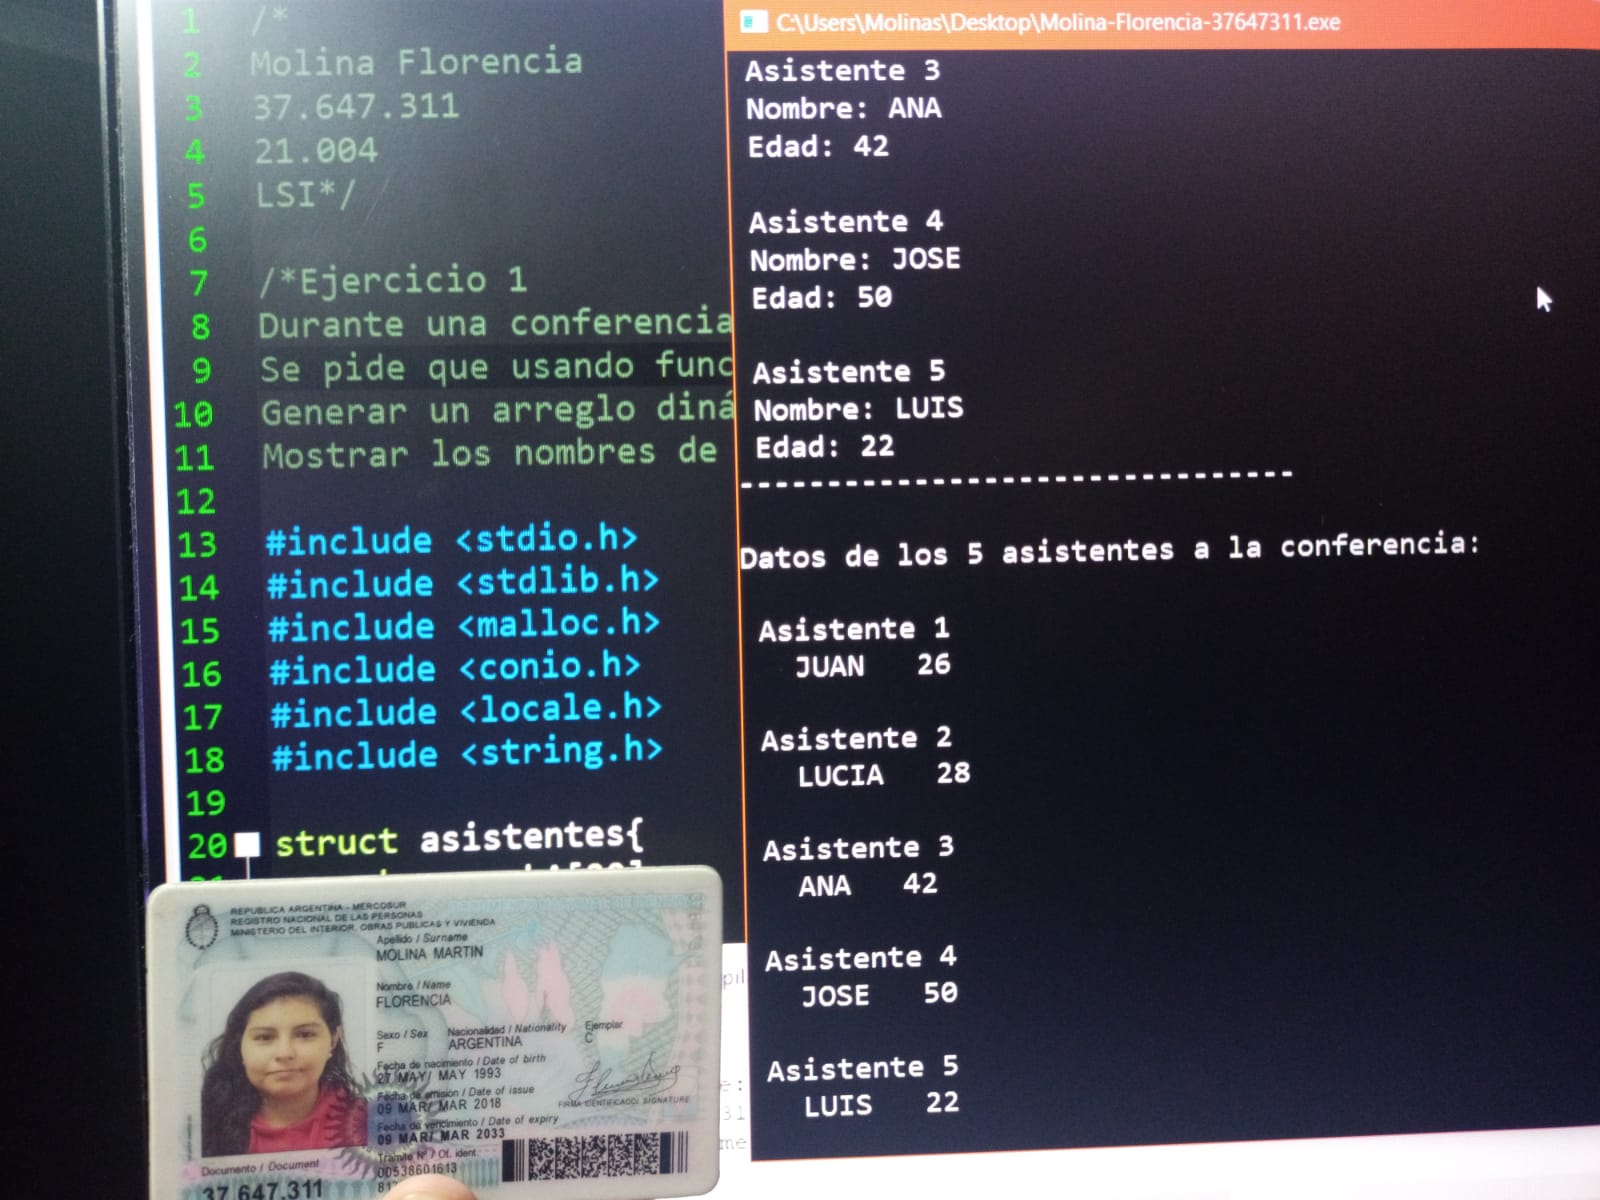 1 /*
2 Molina Florencia
3 37.647.311
4 21.004
5 LSI*/
6
7 /*Ejercicio 1
8 Durante una conferencia
9 Se pide que usando func
10 Generar un arreglo diná
11 Mostrar los nombres de
12
13 #include <stdio.h>
14 #include <stdlib.h>
15 #include <malloc.h>
16 #include <conio.h>
17 #include <locale.h>
18 #include <string.h>
19
20 struct asistentes{
C:\Users\Molinas\Desktop\Molina-Florencia-37647311.exe
Asistente 3
Nombre: ANA
Edad: 42
Asistente 4
Nombre: JOSE
Edad: 50
Asistente 5
Nombre: LUIS
Edad: 22
--------------------------------
Datos de los 5 asistentes a la conferencia:
Asistente 1
JUAN 26
Asistente 2
LUCIA 28
Asistente 3
ANA 42
Asistente 4
JOSE 50
Asistente 5
LUIS 22
REPUBLICA ARGENTINA - MERCOSUR
REGISTRO NACIONAL DE LAS PERSONAS
MINISTERIO DEL INTERIOR, OBRAS PUBLICAS Y VIVIENDA
Apellido / Surname
MOLINA MARTIN
Nombre / Name
FLORENCIA
Sexo / Sex Nacionalidad / Nationality Ejemplar
F ARGENTINA C
Fecha de nacimiento / Date of birth
27 MAY/ MAY 1993
Fecha de emisión / Date of issue
09 MAR/ MAR 2018
FIRMA IDENTIFICADO/ SIGNATURE
Fecha de vencimiento / Date of expiry
09 MAR/ MAR 2033
Trámite Nº / Of. ident.
00538601613
Documento / Document
37.647.311